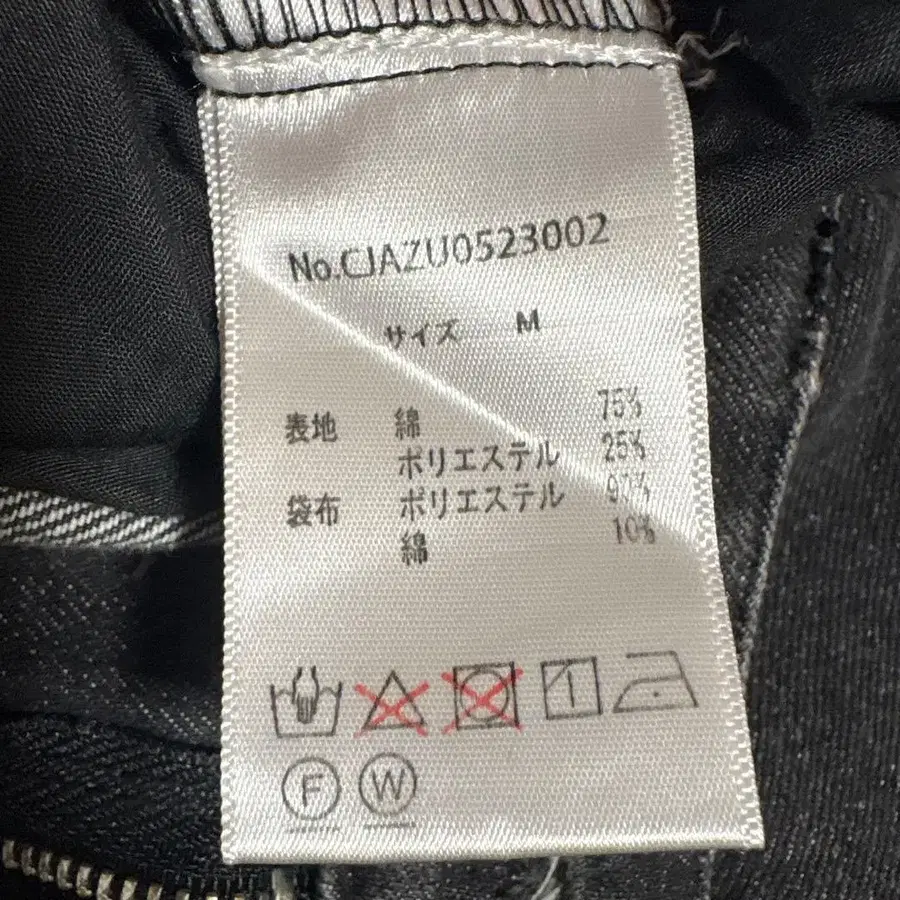 No.CJAZU0523002
サイズ M
表地 綿 75%
ポリエステル 25%
袋布 ポリエステル 90%
綿 10%
F W